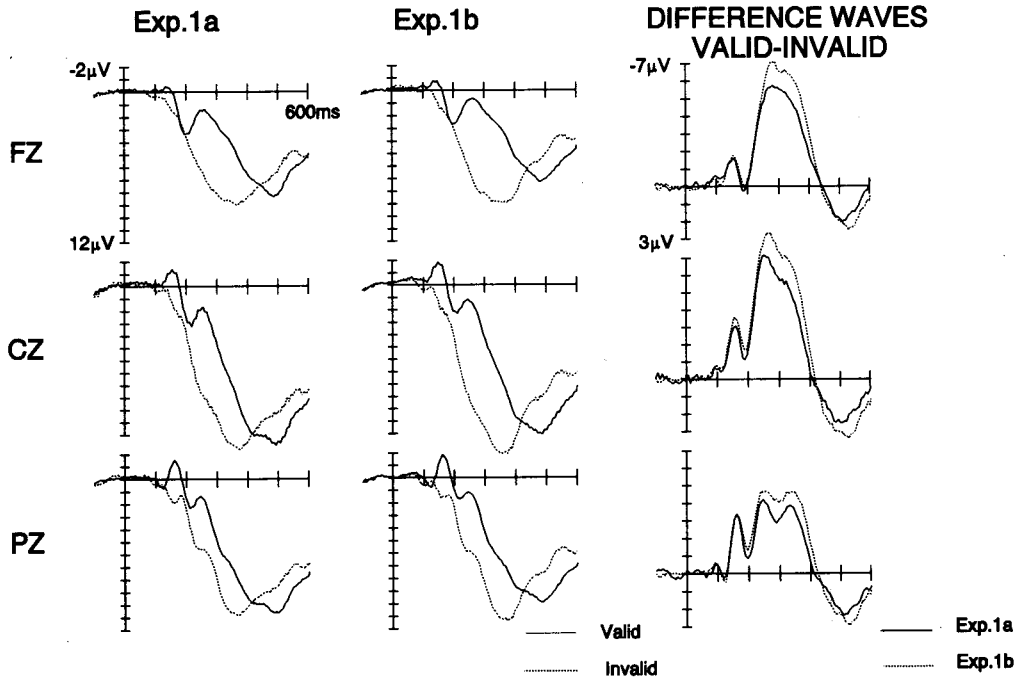 Exp.1a
Exp.1b
DIFFERENCE WAVES
VALID-INVALID
-2µV
600ms
-7µV
FZ
12µV
3µV
CZ
PZ
Valid
Invalid
Exp.1a
Exp.1b